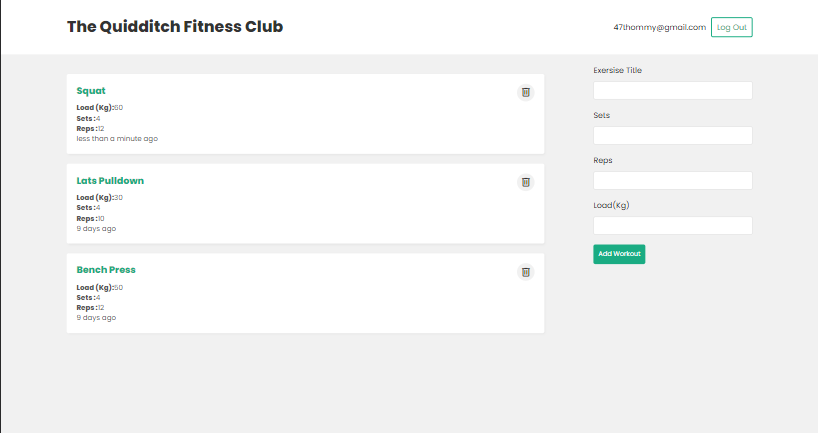 The Quidditch Fitness Club
47thommy@gmail.com Log Out
Squat
Load (Kg):60
Sets :4
Reps :12
less than a minute ago
Lats Pulldown
Load (Kg):30
Sets :4
Reps :10
9 days ago
Bench Press
Load (Kg):50
Sets :4
Reps :12
9 days ago
Exersise Title
Sets
Reps
Load(Kg)
Add Workout